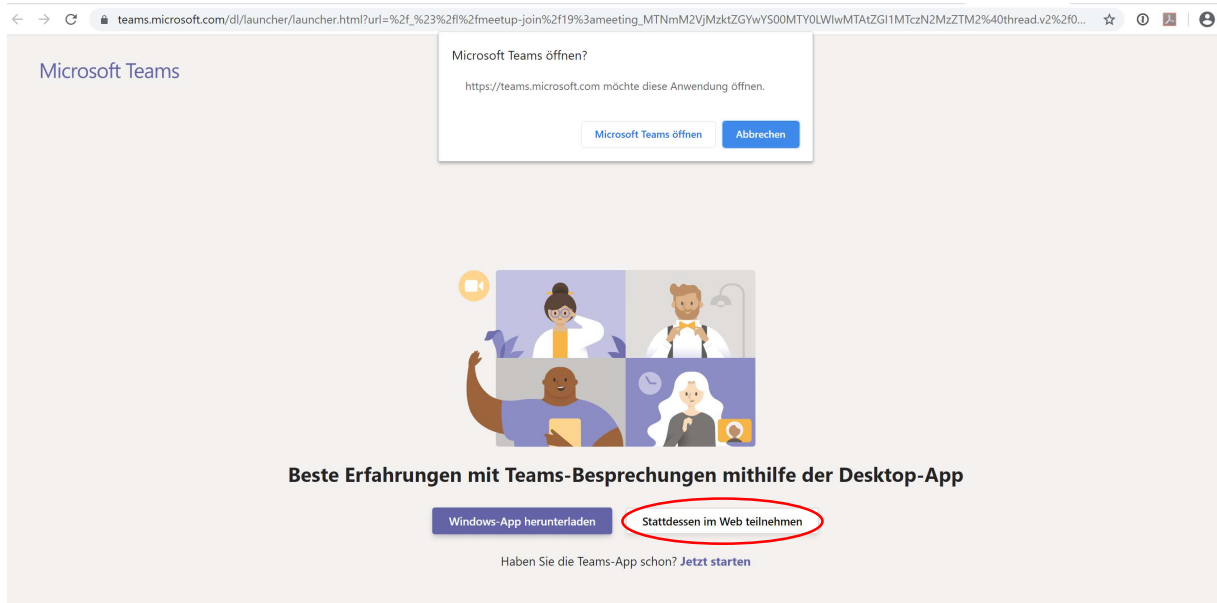 teams.microsoft.com/dl/launcher/launcher.html?url=%2f_%23%2fl%2fmeetup-join%2f19%3ameeting_MTNmM2VjMzktZGYwYS00MTY0LWIwMTAtZGI1MTczN2MzZTM2%40thread.v2%2f0...
Microsoft Teams öffnen?
https://teams.microsoft.com möchte diese Anwendung öffnen.
Microsoft Teams öffnen Abbrechen
Microsoft Teams
Beste Erfahrungen mit Teams-Besprechungen mithilfe der Desktop-App
Windows-App herunterladen Stattdessen im Web teilnehmen
Haben Sie die Teams-App schon? Jetzt starten